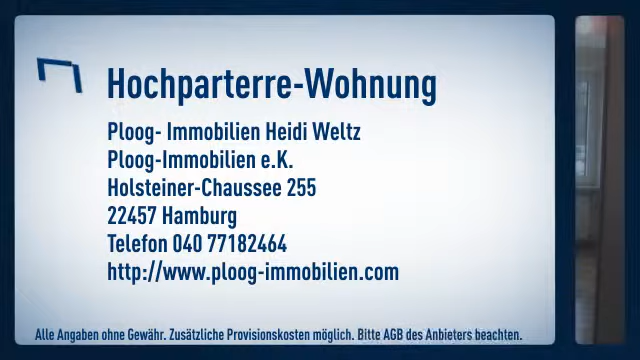 Hochparterre-Wohnung
Ploog- Immobilien Heidi Weltz
Ploog-Immobilien e.K.
Holsteiner-Chaussee 255
22457 Hamburg
Telefon 040 77182464
http://www.ploog-immobilien.com
Alle Angaben ohne Gewähr. Zusätzliche Provisionskosten möglich. Bitte AGB des Anbieters beachten.